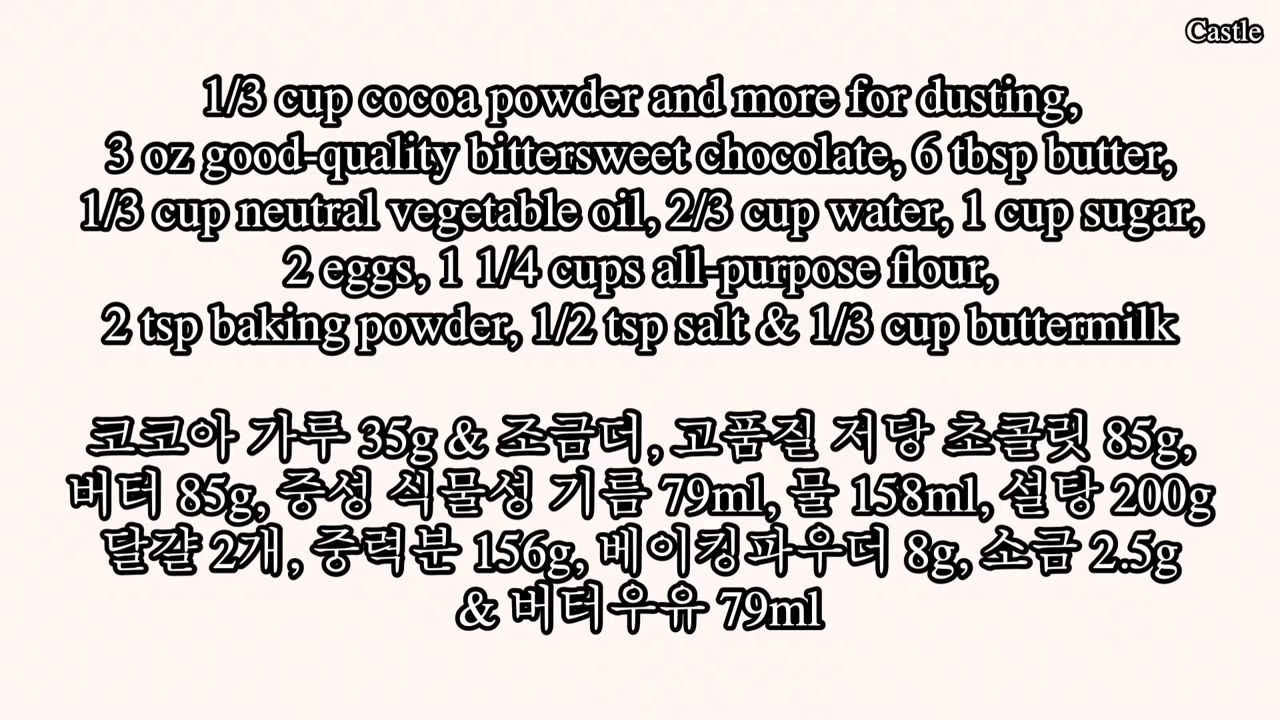 Castle
1/3 cup cocoa powder and more for dusting,
3 oz good-quality bittersweet chocolate, 6 tbsp butter,
1/3 cup neutral vegetable oil, 2/3 cup water, 1 cup sugar,
2 eggs, 1 1/4 cups all-purpose flour,
2 tsp baking powder, 1/2 tsp salt & 1/3 cup buttermilk
코코아 가루 35g & 조금더, 고품질 저당 초콜릿 85g,
버터 85g, 중성 식물성 기름 79ml, 물 158ml, 설탕 200g
달걀 2개, 중력분 156g, 베이킹파우더 8g, 소금 2.5g
& 버터우유 79ml